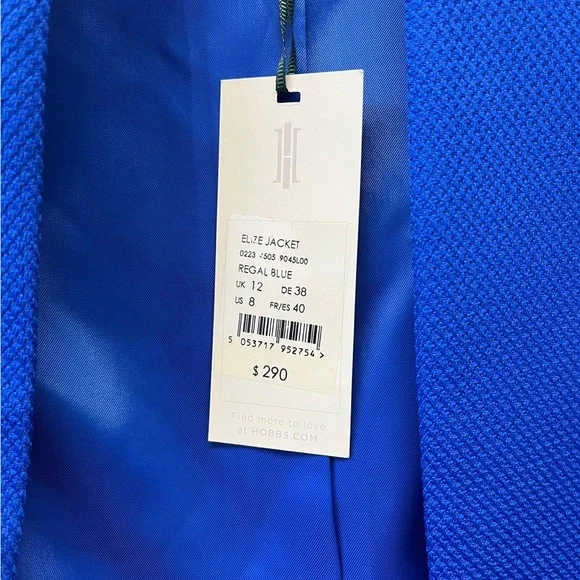 ELIZE JACKET
0223 4505 9045L00
REGAL BLUE
UK 12 DE 38
US 8 FR/ES 40
5 053717 952754 >
$ 290
Find more to love
at HOBBS.COM